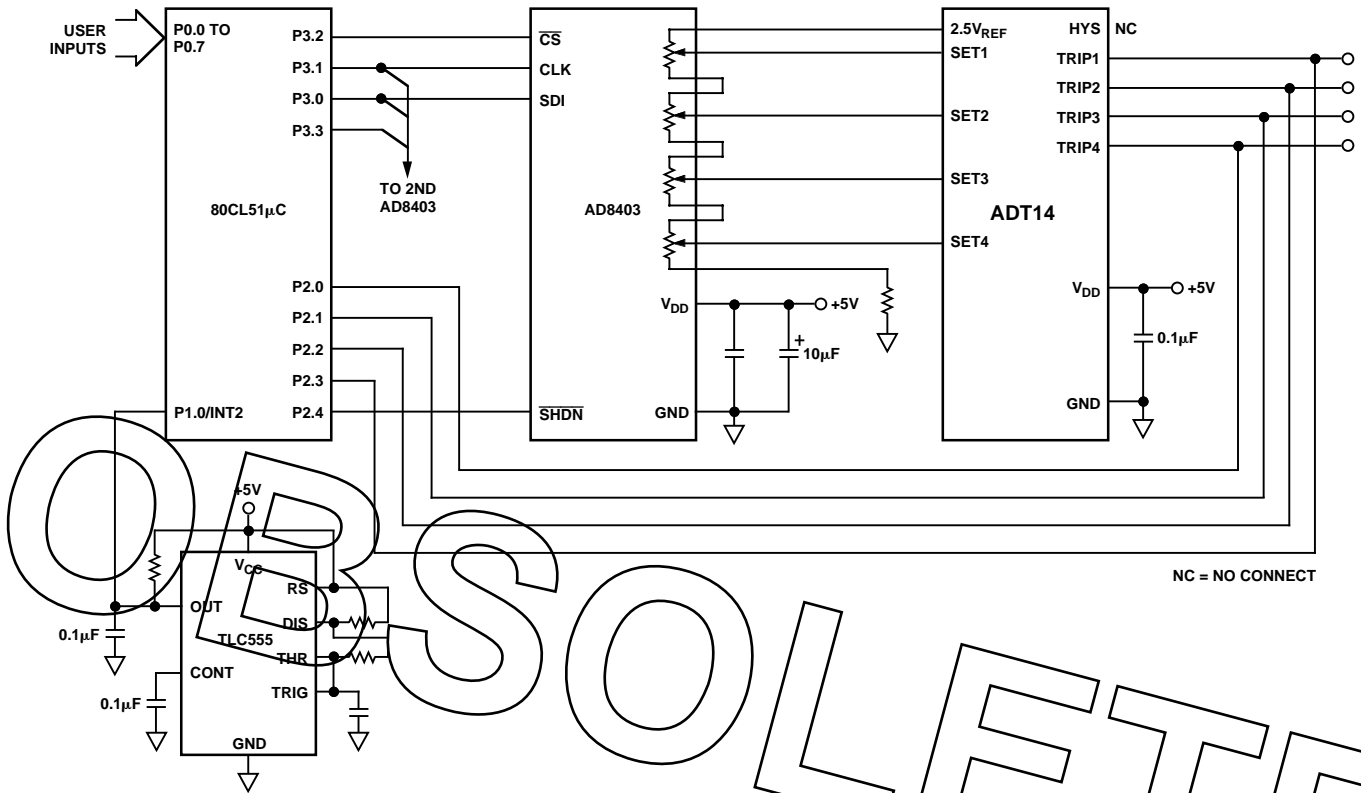 USER
INPUTS
P0.0 TO
P0.7
P3.2
P3.1
P3.0
P3.3
TO 2ND
AD8403
80CL51µC
P2.0
P2.1
P2.2
P2.3
P1.0/INT2
P2.4
CS
CLK
SDI
AD8403
VDD
+5V
10µF
+
SHDN
GND
2.5VREF
HYS
NC
SET1
TRIP1
TRIP2
SET2
TRIP3
TRIP4
SET3
ADT14
SET4
VDD
+5V
0.1µF
GND
NC = NO CONNECT
+5V
VCC
RS
OUT
DIS
0.1µF
TLC555
THR
CONT
TRIG
0.1µF
GND
OBSOLETE